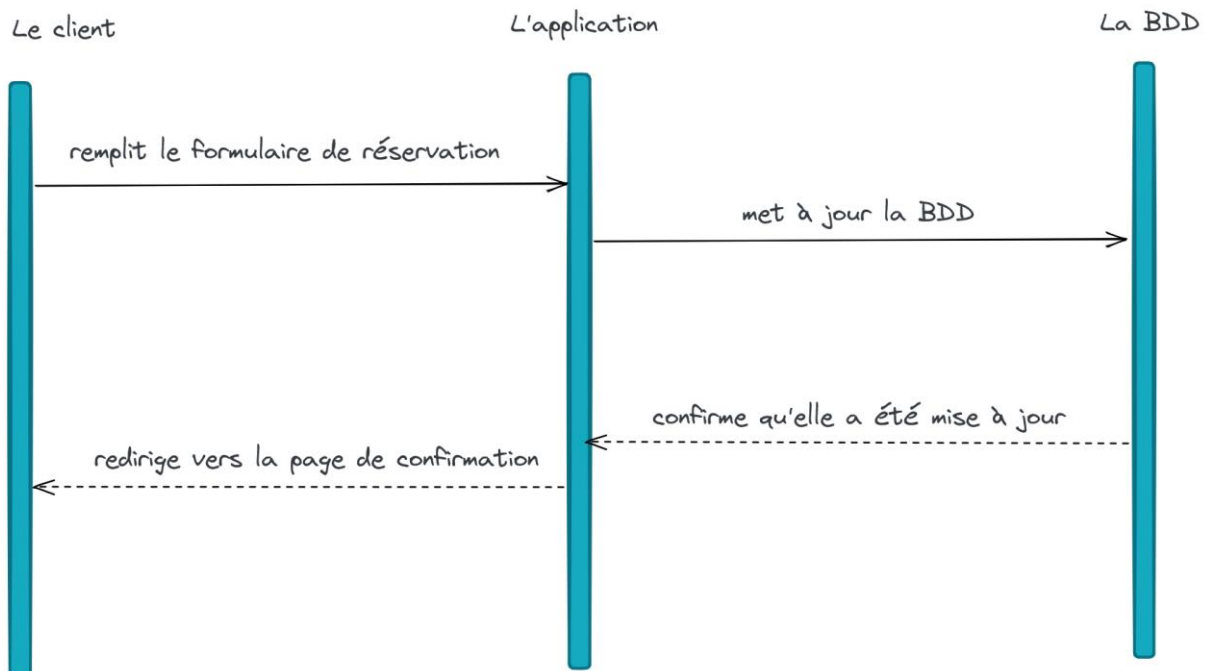 Le client
L'application
La BDD
remplit le formulaire de réservation
met à jour la BDD
confirme qu'elle a été mise à jour
redirige vers la page de confirmation